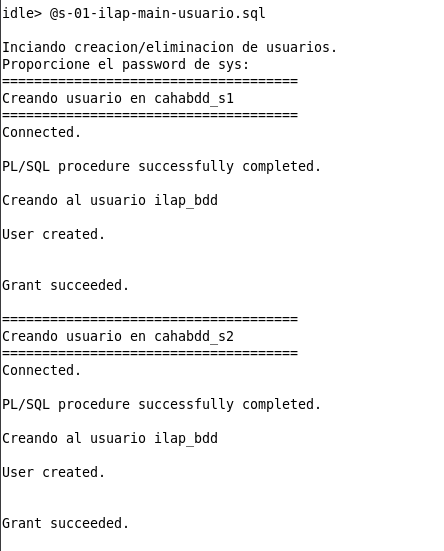 idle> @s-01-ilap-main-usuario.sql
Inciando creacion/eliminacion de usuarios.
Proporcione el password de sys:
=====================================
Creando usuario en cahabdd_s1
=====================================
Connected.
PL/SQL procedure successfully completed.
Creando al usuario ilap_bdd
User created.
Grant succeeded.
=====================================
Creando usuario en cahabdd_s2
=====================================
Connected.
PL/SQL procedure successfully completed.
Creando al usuario ilap_bdd
User created.
Grant succeeded.